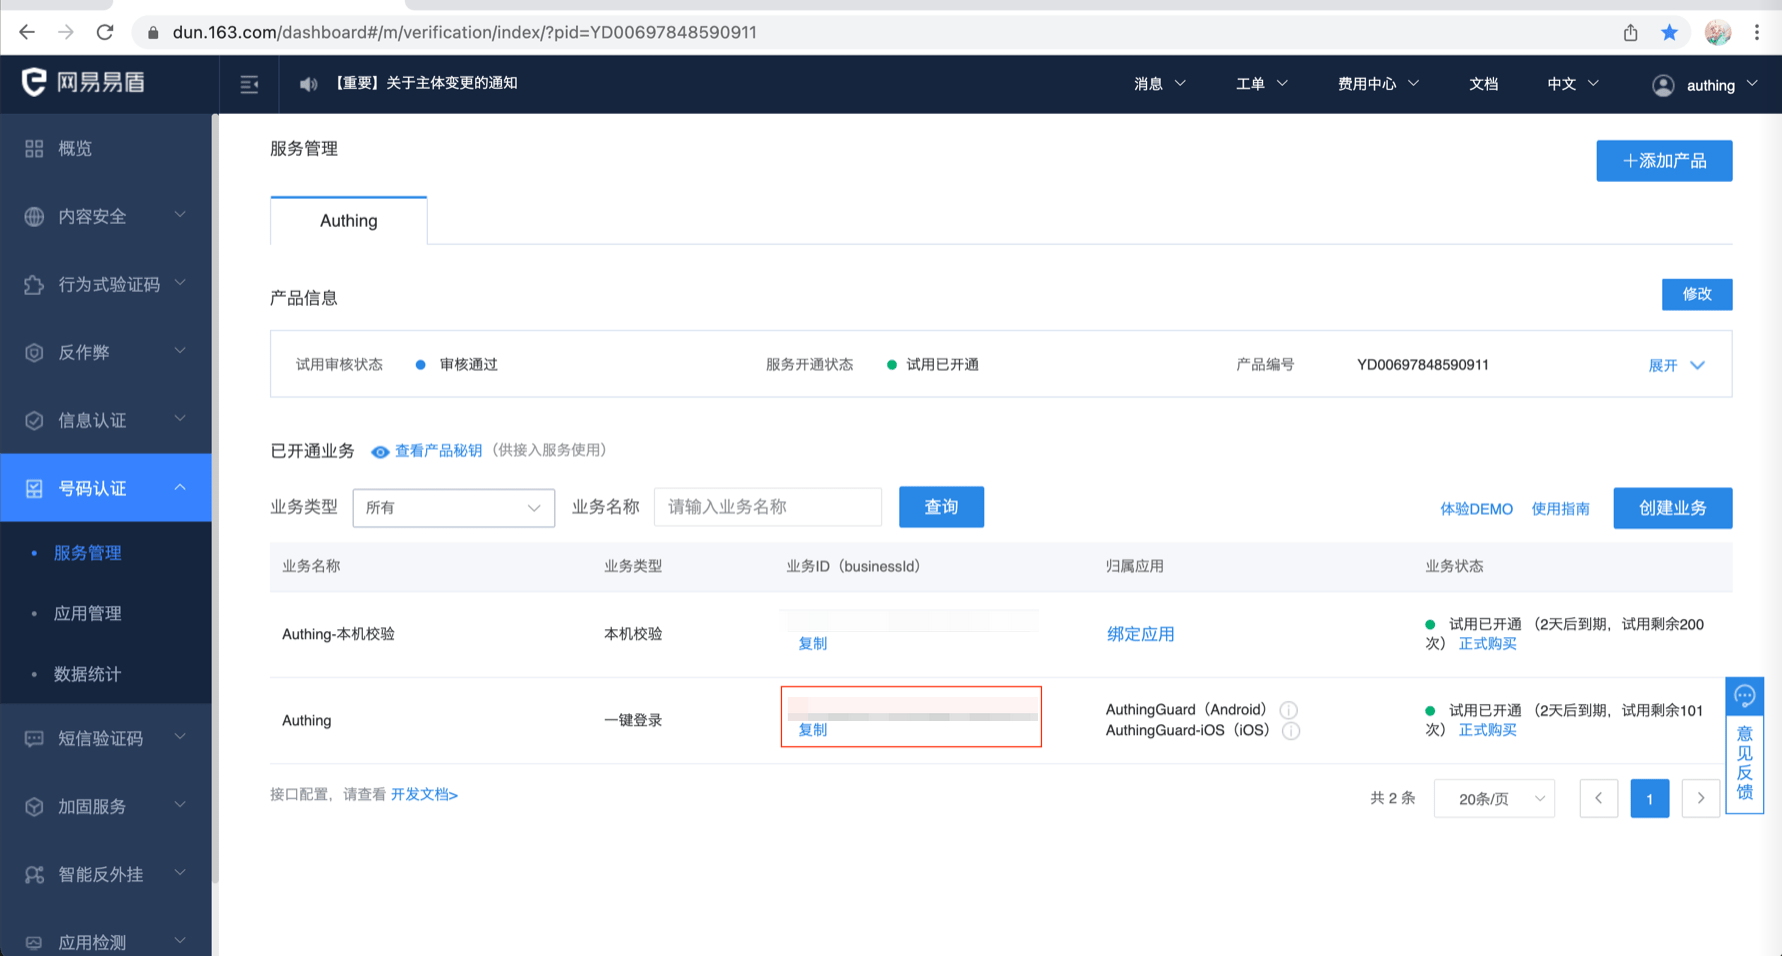 dun.163.com/dashboard#/m/verification/index/?pid=YD00697848590911
网易易盾
【重要】关于主体变更的通知
消息
工单
费用中心
文档
中文
authing
概览
内容安全
行为式验证码
反作弊
信息认证
号码认证
服务管理
应用管理
数据统计
短信验证码
加固服务
智能反外挂
应用检测
服务管理
+添加产品
Authing
产品信息
修改
试用审核状态 审核通过 服务开通状态 试用已开通 产品编号 YD00697848590911 展开
已开通业务 查看产品秘钥（供接入服务使用）
业务类型 所有 业务名称 请输入业务名称 查询 体验DEMO 使用指南 创建业务
业务名称 业务类型 业务ID（businessId） 归属应用 业务状态
Authing-本机校验 本机校验 复制 绑定应用 试用已开通 （2天后到期，试用剩余200
次） 正式购买
Authing 一键登录 复制 AuthingGuard（Android） 试用已开通 （2天后到期，试用剩余101
AuthingGuard-iOS（iOS） 次） 正式购买
接口配置，请查看 开发文档>
共 2 条 20条/页 1
意
见
反
馈